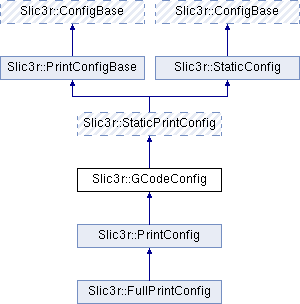 Slic3r::ConfigBase Slic3r::ConfigBase
Slic3r::PrintConfigBase Slic3r::StaticConfig
Slic3r::StaticPrintConfig
Slic3r::GCodeConfig
Slic3r::PrintConfig
Slic3r::FullPrintConfig